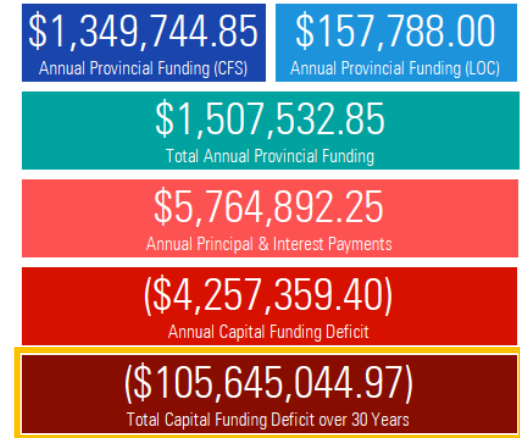 $1,349,744.85 $157,788.00
Annual Provincial Funding (CFS) Annual Provincial Funding (LOC)
$1,507,532.85
Total Annual Provincial Funding
$5,764,892.25
Annual Principal & Interest Payments
($4,257,359.40)
Annual Capital Funding Deficit
($105,645,044.97)
Total Capital Funding Deficit over 30 Years